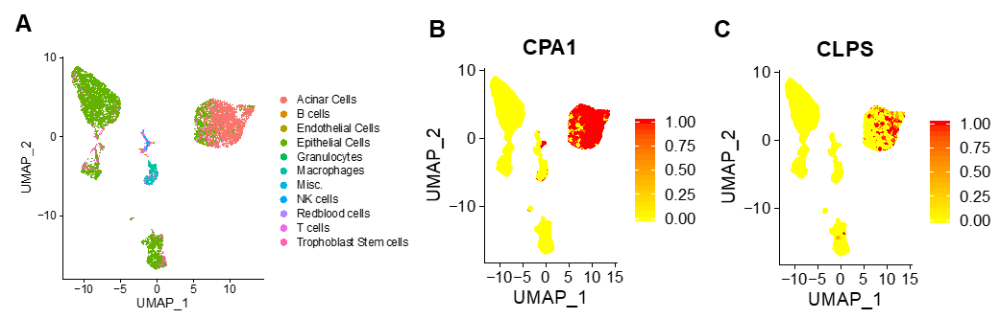 A
10
0
−10
UMAP_2
−10
−5
0
5
10
UMAP_1
Acinar Cells
B cells
Endothelial Cells
Epithelial Cells
Granulocytes
Macrophages
Misc.
NK cells
Redblood cells
T cells
Trophoblast Stem cells
B
CPA1
10
0
−10
UMAP_2
−10
−5
0
5
10
15
UMAP_1
1.00
0.75
0.50
0.25
0.00
C
CLPS
10
0
−10
UMAP_2
−10
−5
0
5
10
15
UMAP_1
1.00
0.75
0.50
0.25
0.00